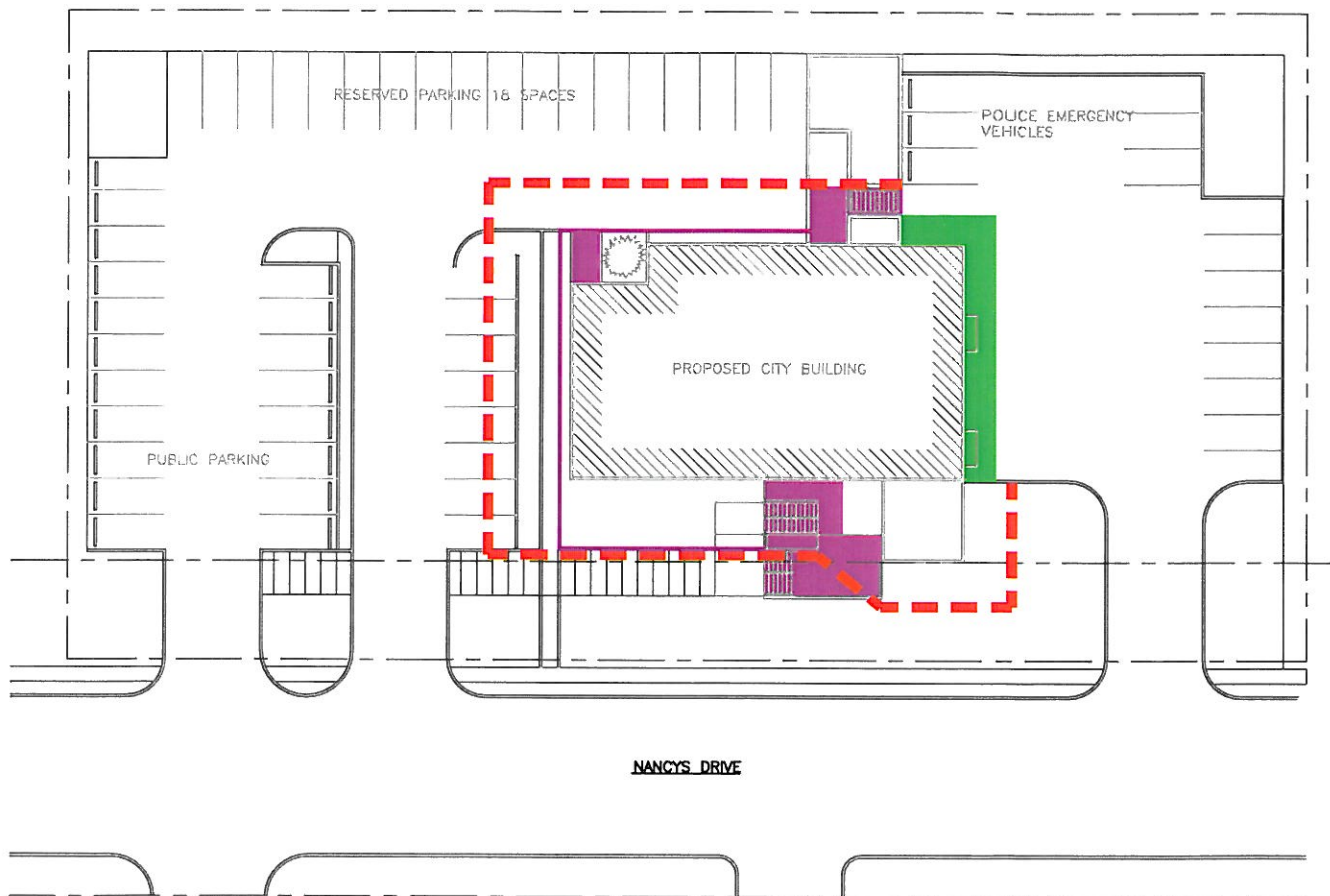 RESERVED PARKING 18 SPACES
POLICE EMERGENCY
VEHICLES
PROPOSED CITY BUILDING
PUBLIC PARKING
NANCYS DRIVE